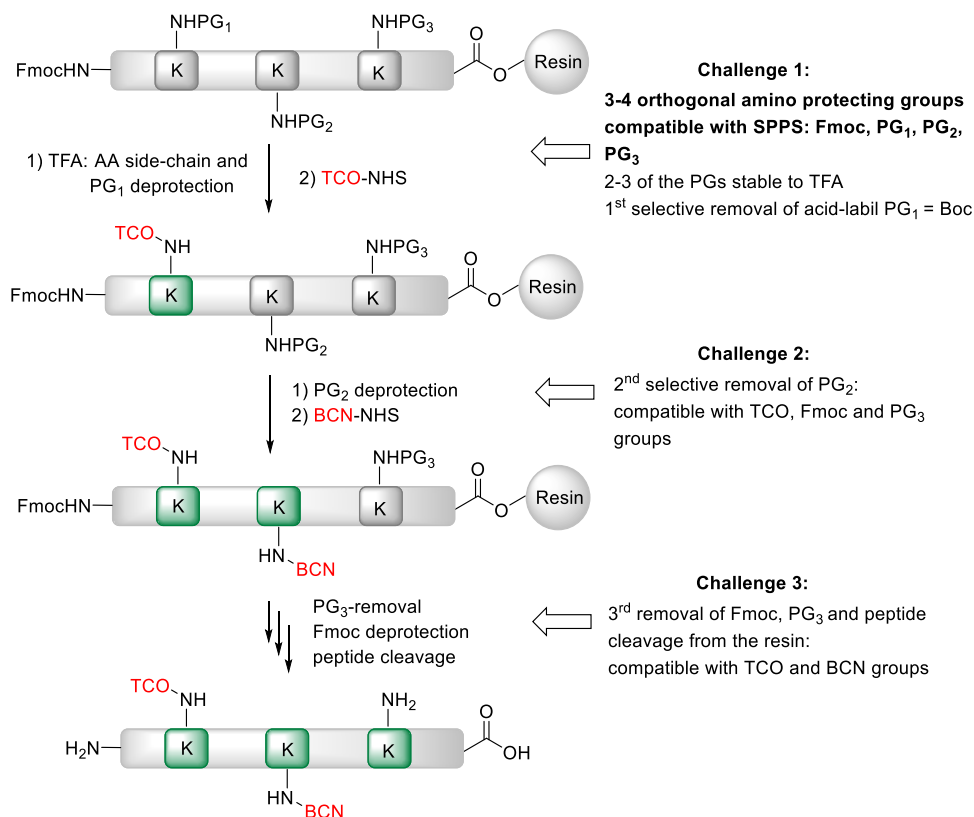 NHPG1
NHPG3
FmocHN
K
K
K
O
O
Resin
NHPG2
Challenge 1:
3-4 orthogonal amino protecting groups
compatible with SPPS: Fmoc, PG1, PG2,
PG3
2-3 of the PGs stable to TFA
1st selective removal of acid-labil PG1 = Boc
1) TFA: AA side-chain and
PG1 deprotection
2) TCO-NHS
TCO
NH
NHPG3
FmocHN
K
K
K
O
O
Resin
NHPG2
Challenge 2:
2nd selective removal of PG2:
compatible with TCO, Fmoc and PG3
groups
1) PG2 deprotection
2) BCN-NHS
TCO
NH
NHPG3
FmocHN
K
K
K
O
O
Resin
HN
BCN
Challenge 3:
3rd removal of Fmoc, PG3 and peptide
cleavage from the resin:
compatible with TCO and BCN groups
PG3-removal
Fmoc deprotection
peptide cleavage
TCO
NH
NH2
H2N
K
K
K
O
OH
HN
BCN